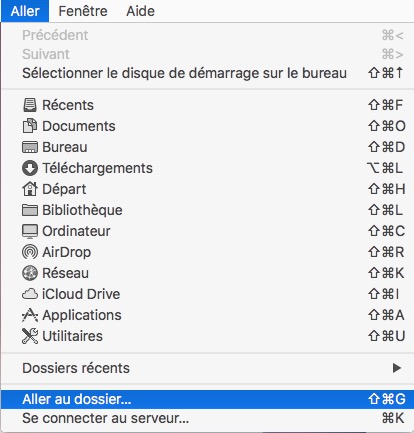 Aller Fenêtre Aide
Précédent ⌘<
Suivant ⌘>
Sélectionner le disque de démarrage sur le bureau ⇧⌘↑
Récents ⇧⌘F
Documents ⇧⌘O
Bureau ⇧⌘D
Téléchargements ⌥⌘L
Départ ⇧⌘H
Bibliothèque ⇧⌘L
Ordinateur ⇧⌘C
AirDrop ⇧⌘R
Réseau ⇧⌘K
iCloud Drive ⇧⌘I
Applications ⇧⌘A
Utilitaires ⇧⌘U
Dossiers récents ▶
Aller au dossier... ⇧⌘G
Se connecter au serveur... ⌘K